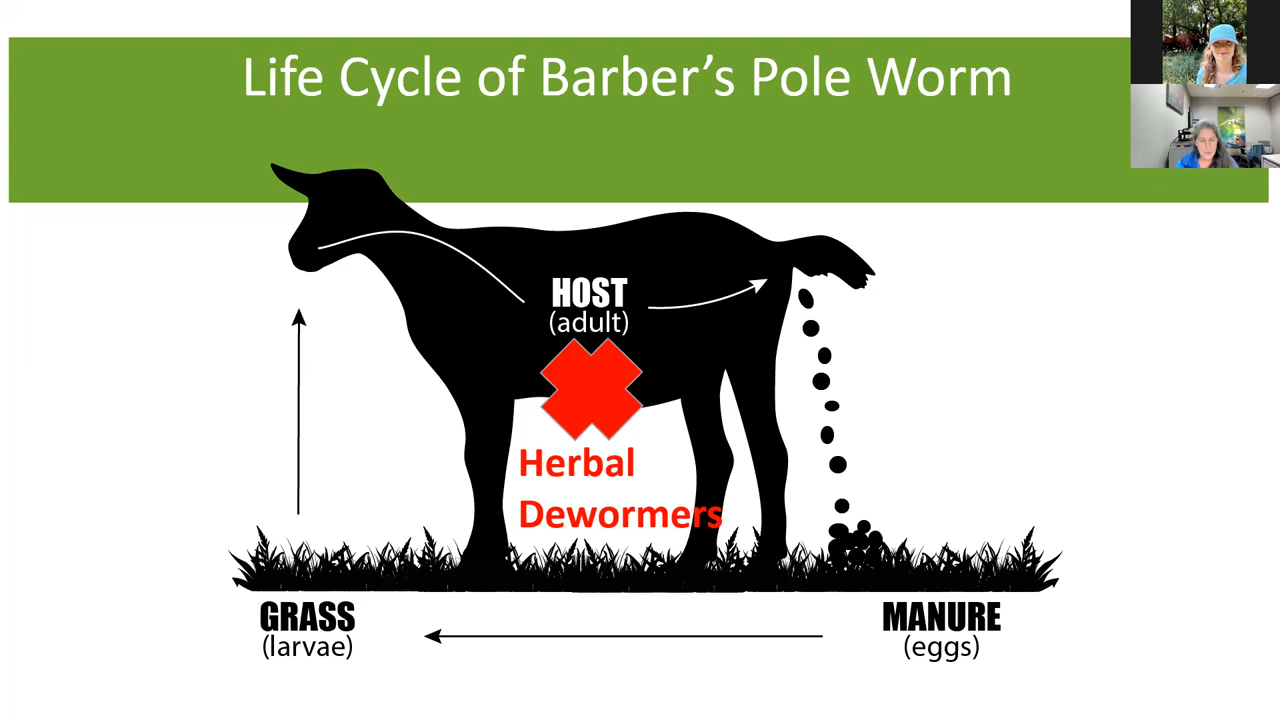 Life Cycle of Barber's Pole Worm
HOST
(adult)
Herbal
Dewormers
GRASS
(larvae)
MANURE
(eggs)